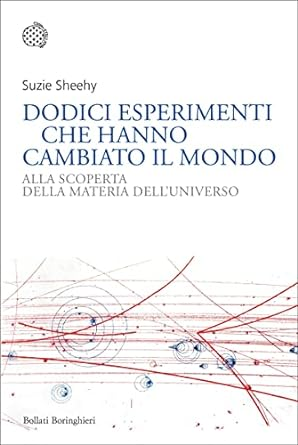 Suzie Sheehy
DODICI ESPERIMENTI
CHE HANNO
CAMBIATO IL MONDO
ALLA SCOPERTA
DELLA MATERIA DELL'UNIVERSO
Bollati Boringhieri